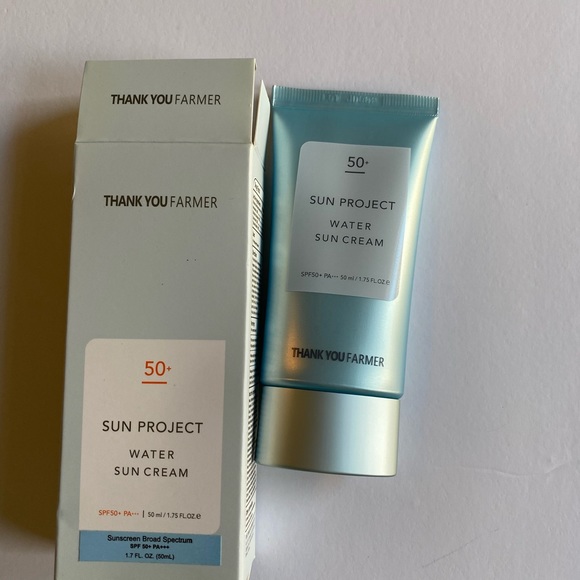 THANK YOU FARMER
THANK YOU FARMER
50+
SUN PROJECT
WATER
SUN CREAM
SPF50+ PA+++ | 50 ml / 1.75 FL.OZ.e
Sunscreen Broad Spectrum
SPF 50+ PA+++
1.7 FL. OZ. (50mL)
50+
SUN PROJECT
WATER
SUN CREAM
SPF50+ PA+++ 50 ml / 1.75 FL.OZ.e
THANK YOU FARMER